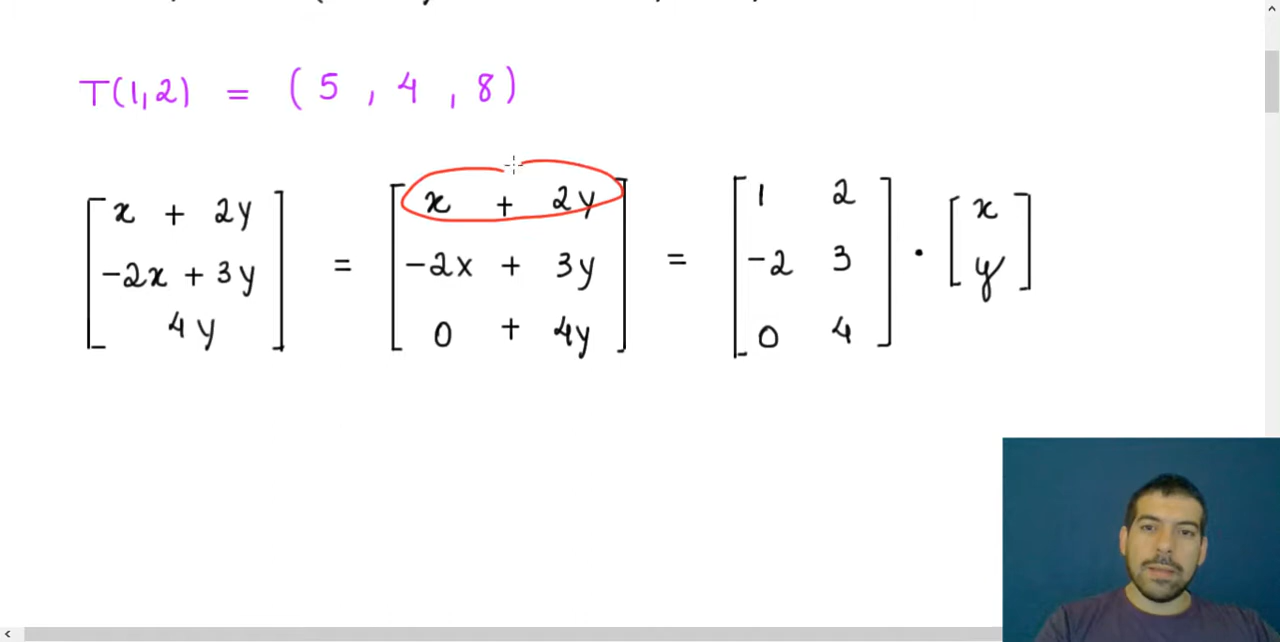 T(1,2) = (5, 4, 8)
[x + 2y] = [x + 2y] = [1 2] · [x]
[-2x + 3y] [-2x + 3y] [-2 3] [y]
[4y] [0 + 4y] [0 4]